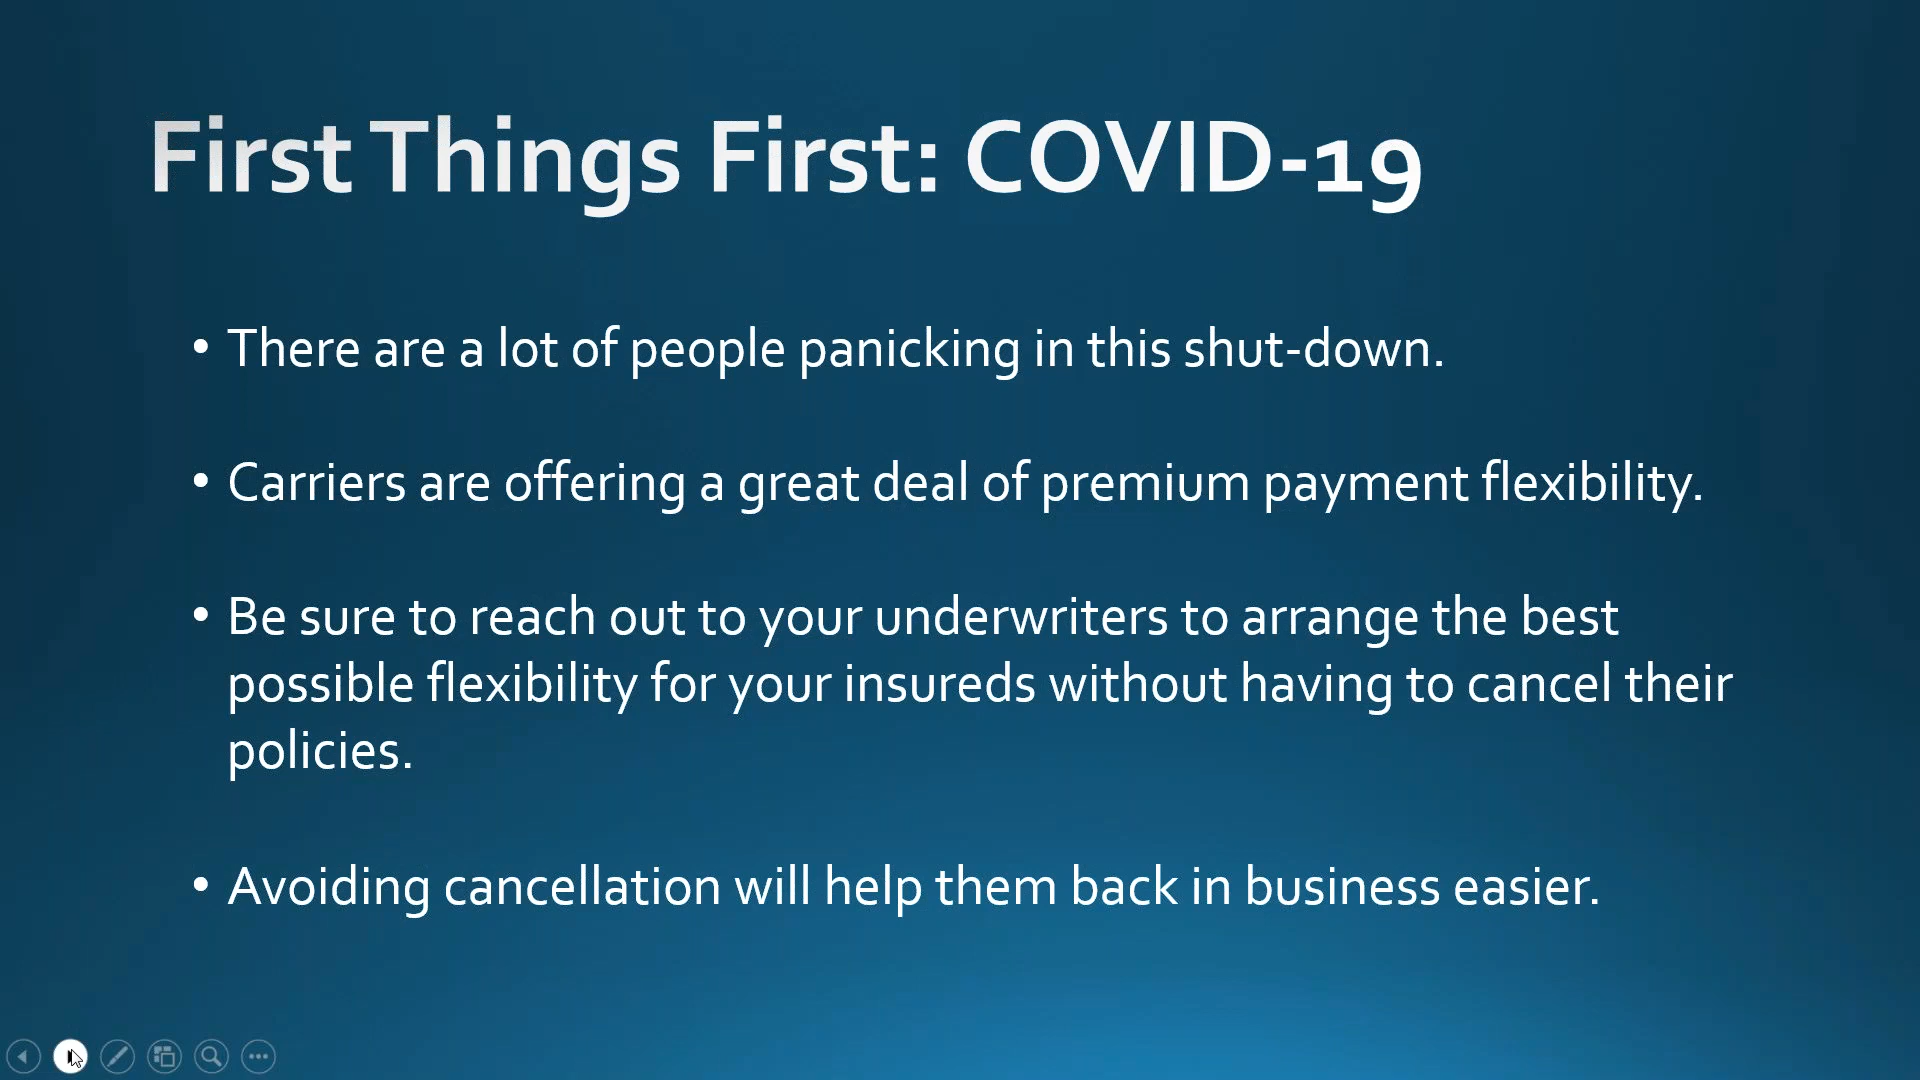 First Things First: COVID-19
• There are a lot of people panicking in this shut-down.
• Carriers are offering a great deal of premium payment flexibility.
• Be sure to reach out to your underwriters to arrange the best
possible flexibility for your insureds without having to cancel their
policies.
• Avoiding cancellation will help them back in business easier.